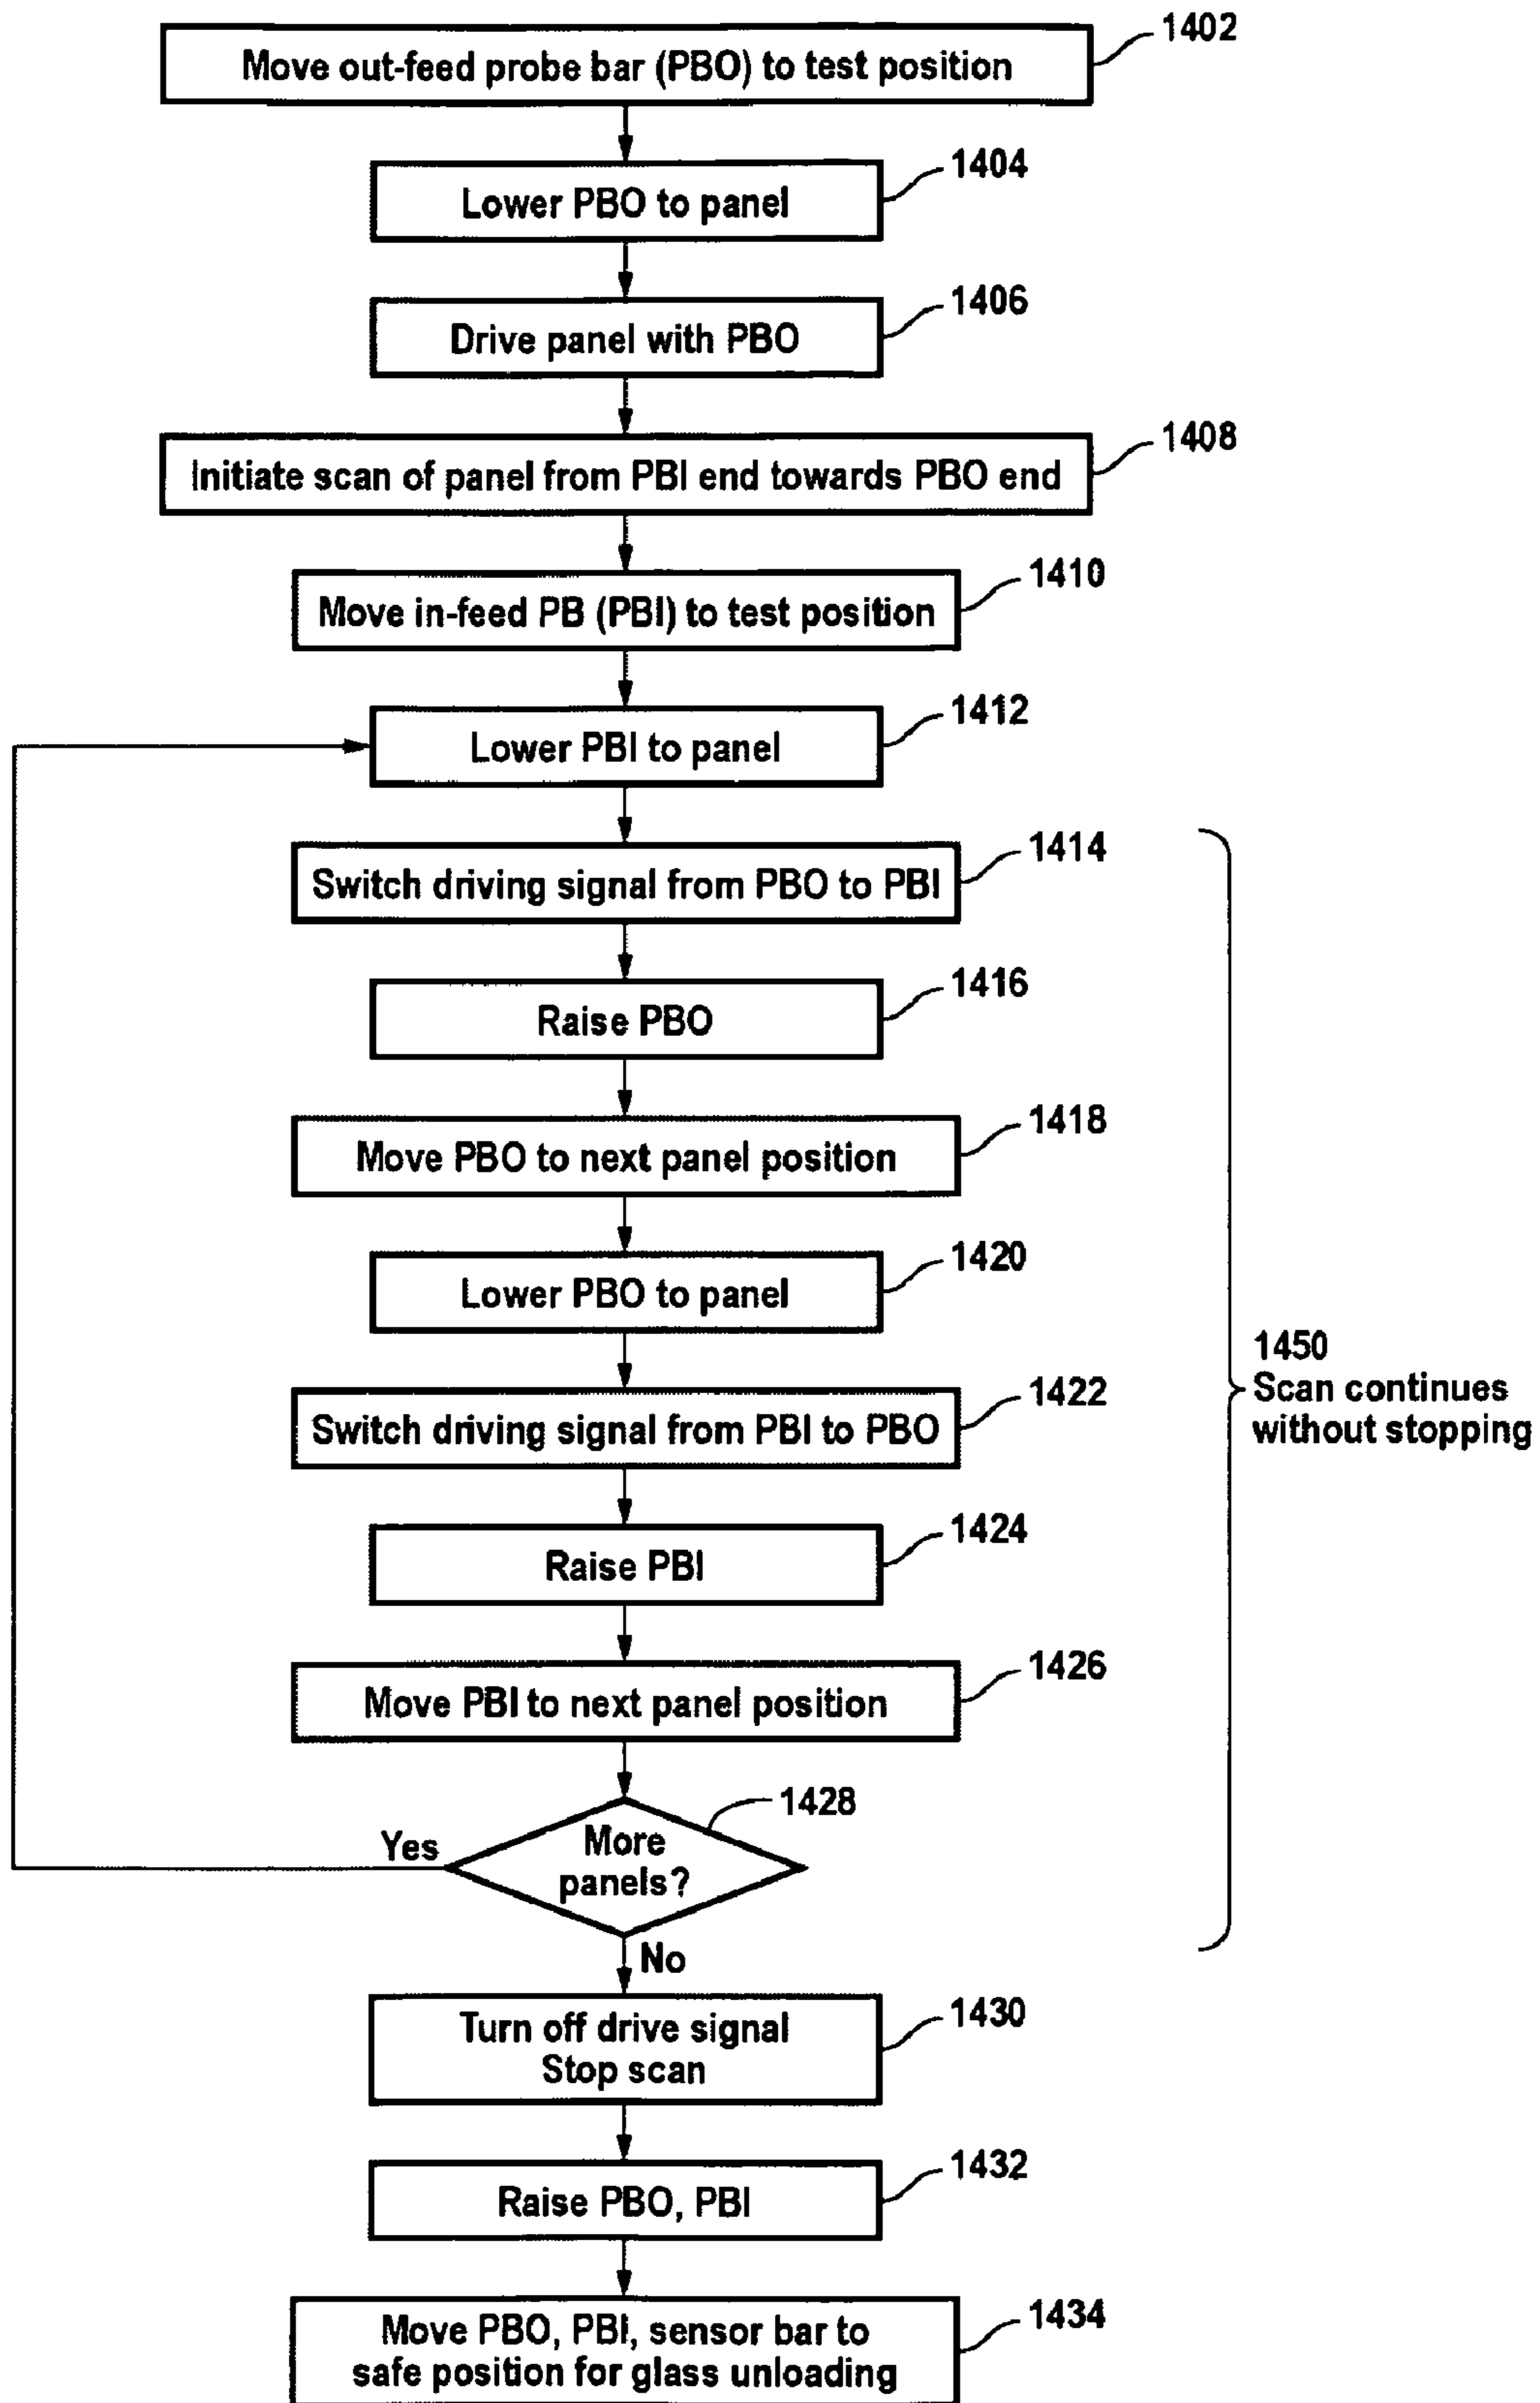 1402
Move out-feed probe bar (PBO) to test position
1404
Lower PBO to panel
1406
Drive panel with PBO
1408
Initiate scan of panel from PBI end towards PBO end
1410
Move in-feed PB (PBI) to test position
1412
Lower PBI to panel
1414
Switch driving signal from PBO to PBI
1416
Raise PBO
1418
Move PBO to next panel position
1420
Lower PBO to panel
1450
Scan continues
without stopping
1422
Switch driving signal from PBI to PBO
1424
Raise PBI
1426
Move PBI to next panel position
1428
More
panels?
Yes
No
1430
Turn off drive signal
Stop scan
1432
Raise PBO, PBI
1434
Move PBO, PBI, sensor bar to
safe position for glass unloading